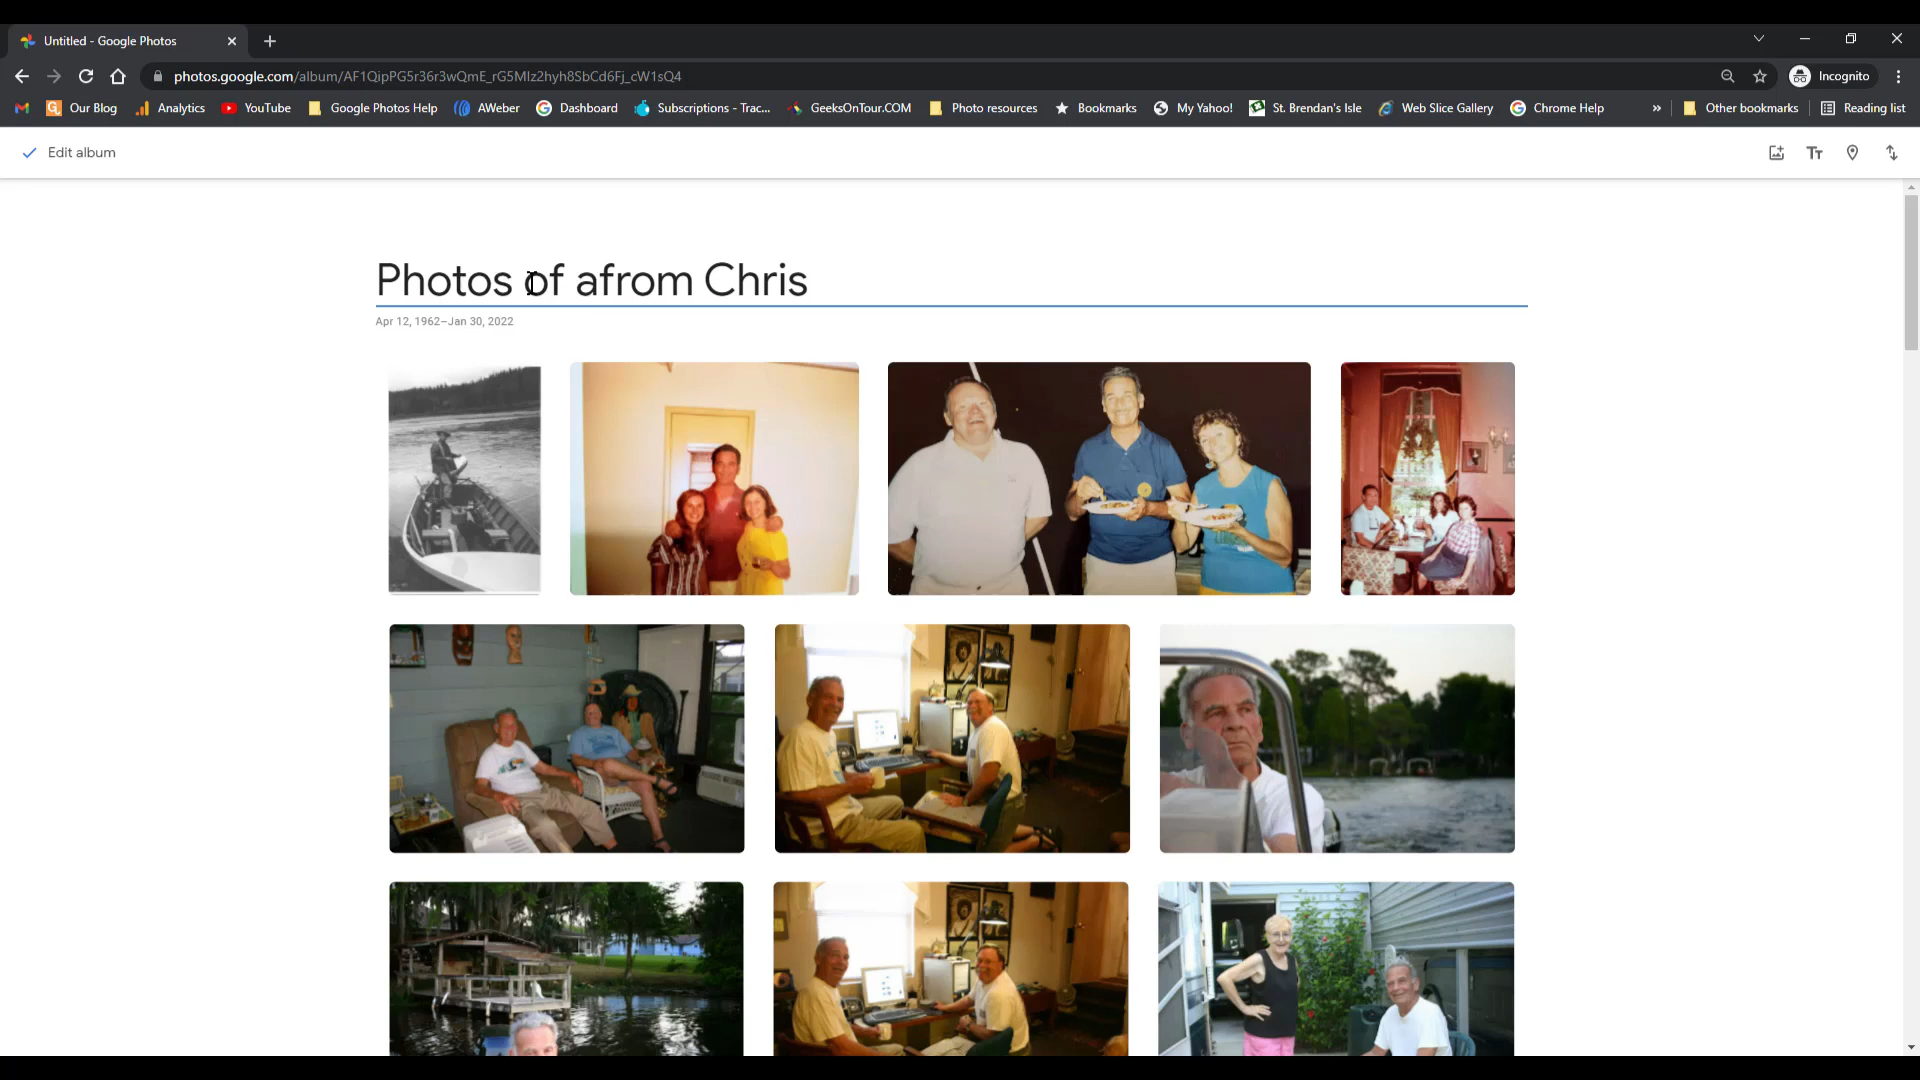 Untitled - Google Photos
photos.google.com/album/AF1QipPG5r36r3wQmE_rG5MIz2hyh8SbCd6Fj_cW1sQ4
Incognito
Our Blog Analytics YouTube Google Photos Help AWeber Dashboard Subscriptions - Trac... GeeksOnTour.COM Photo resources Bookmarks My Yahoo! St. Brendan's Isle Web Slice Gallery Chrome Help » Other bookmarks Reading list
Edit album
Photos of afrom Chris
Apr 12, 1962–Jan 30, 2022